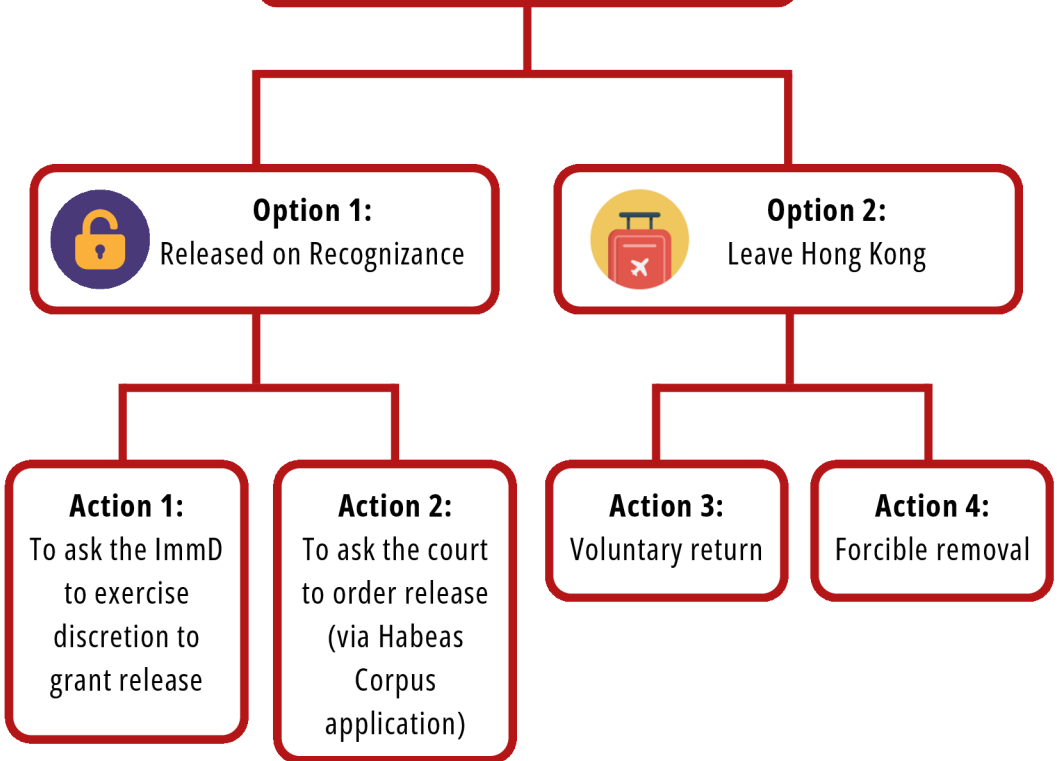 Option 1:
Released on Recognizance
Option 2:
Leave Hong Kong
Action 1:
To ask the ImmD
to exercise
discretion to
grant release
Action 2:
To ask the court
to order release
(via Habeas
Corpus
application)
Action 3:
Voluntary return
Action 4:
Forcible removal